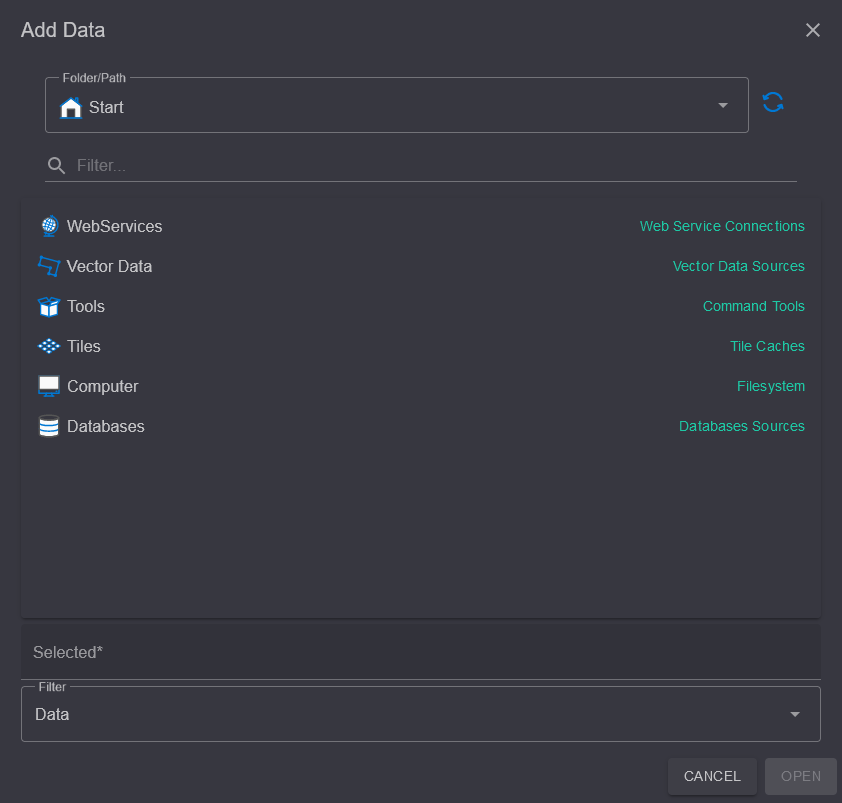 Add Data
Folder/Path
Start
Filter...
WebServices Web Service Connections
Vector Data Vector Data Sources
Tools Command Tools
Tiles Tile Caches
Computer Filesystem
Databases Databases Sources
Selected*
Filter
Data
CANCEL OPEN